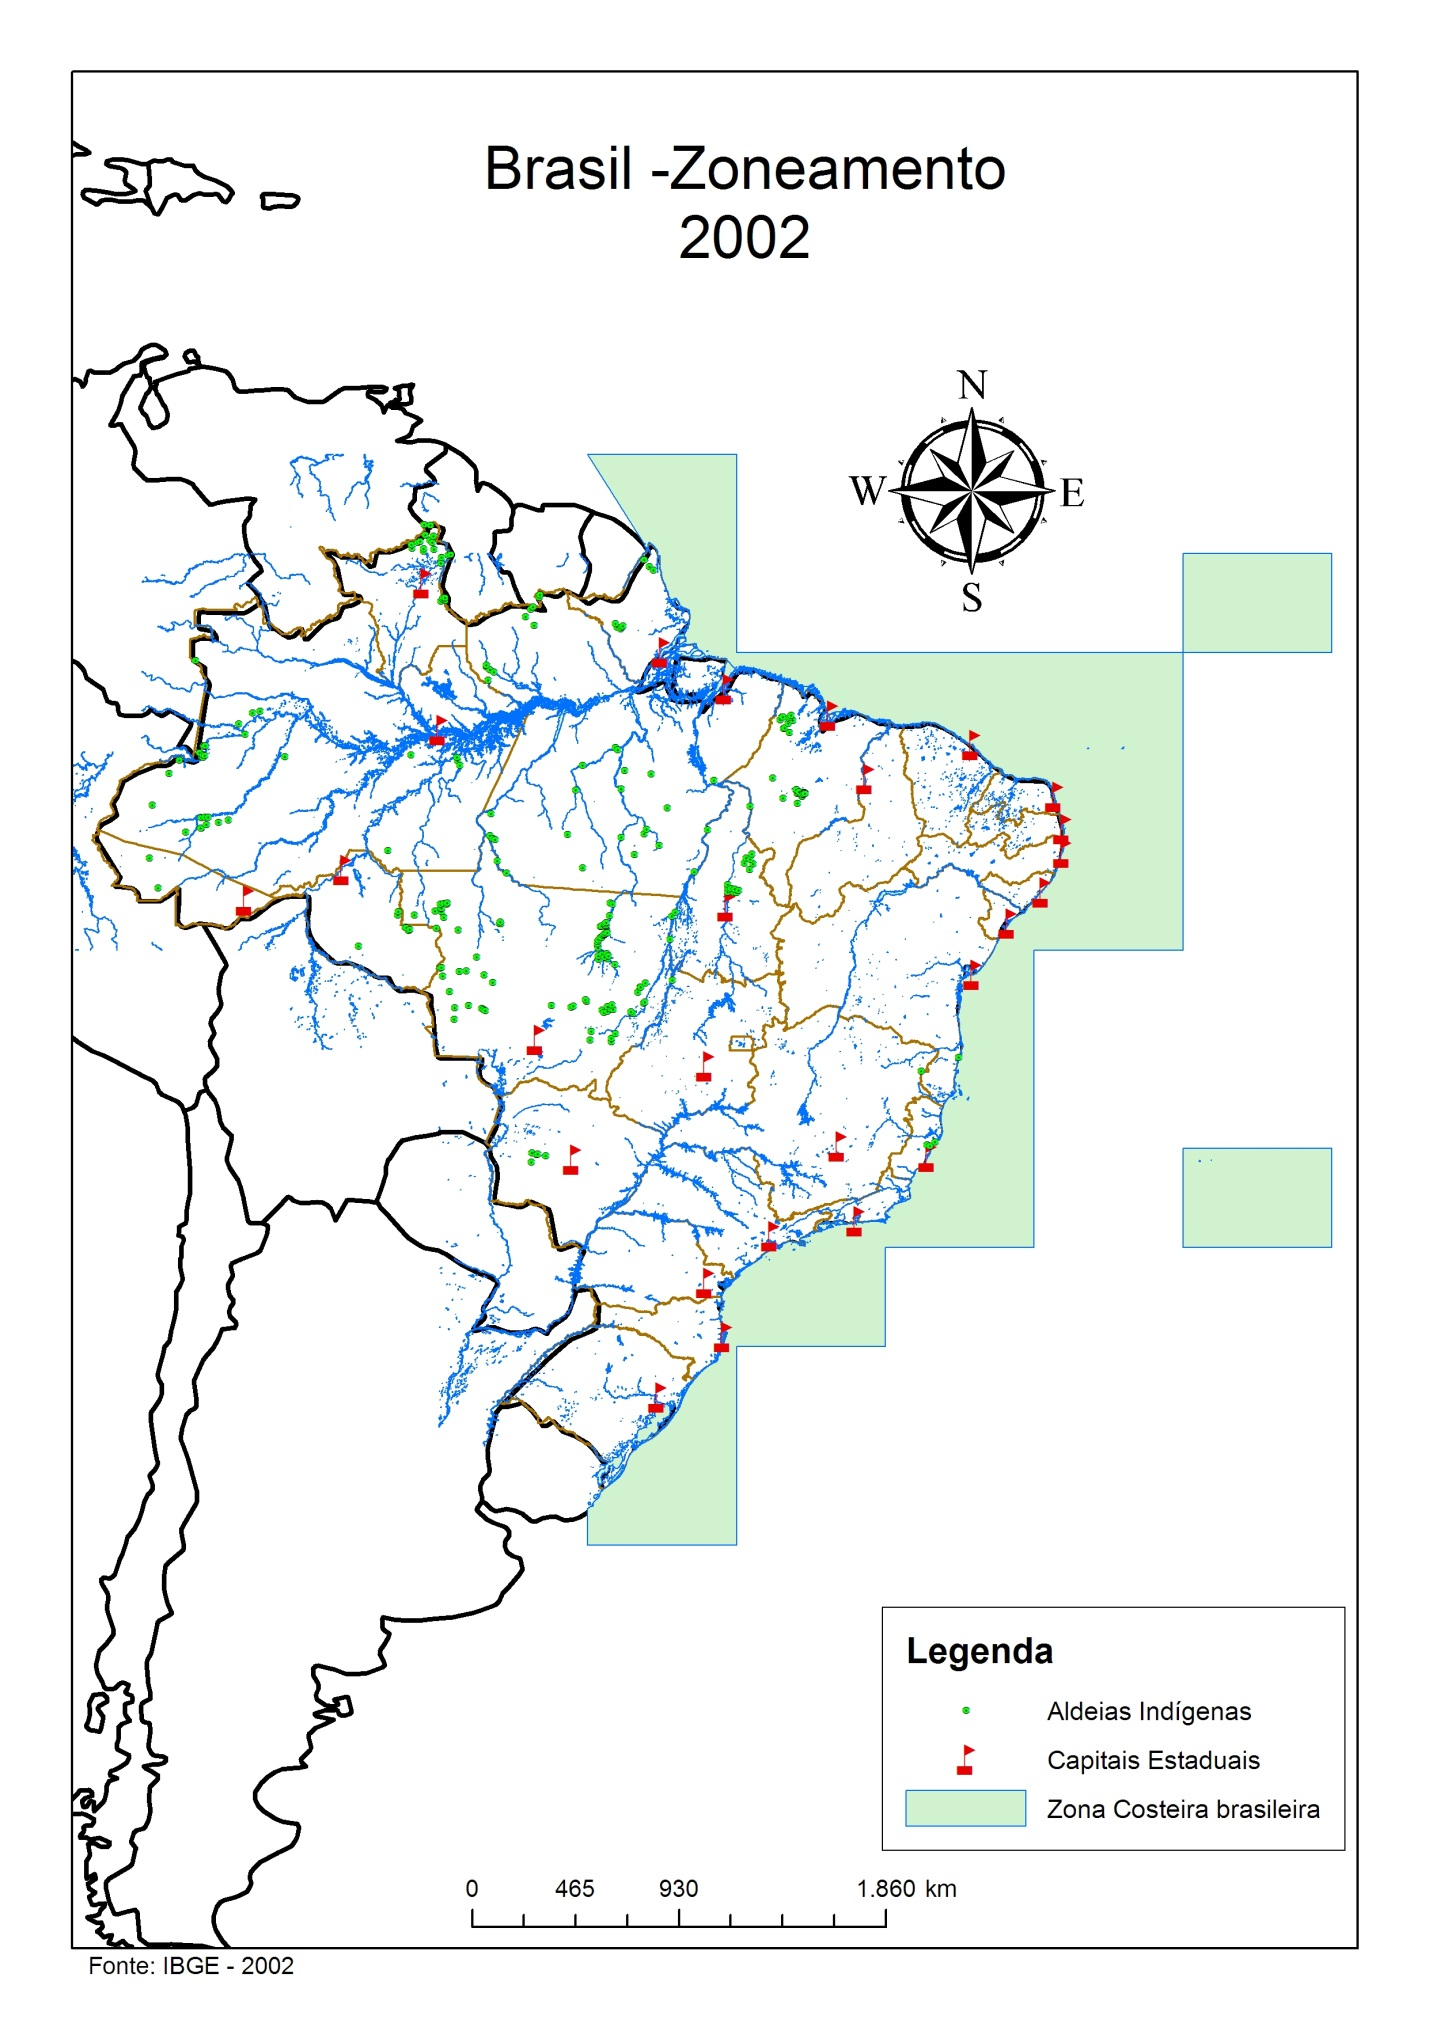 Brasil -Zoneamento
2002
N
W
E
S
Legenda
Aldeias Indígenas
Capitais Estaduais
Zona Costeira brasileira
0 465 930 1.860 km
Fonte: IBGE - 2002